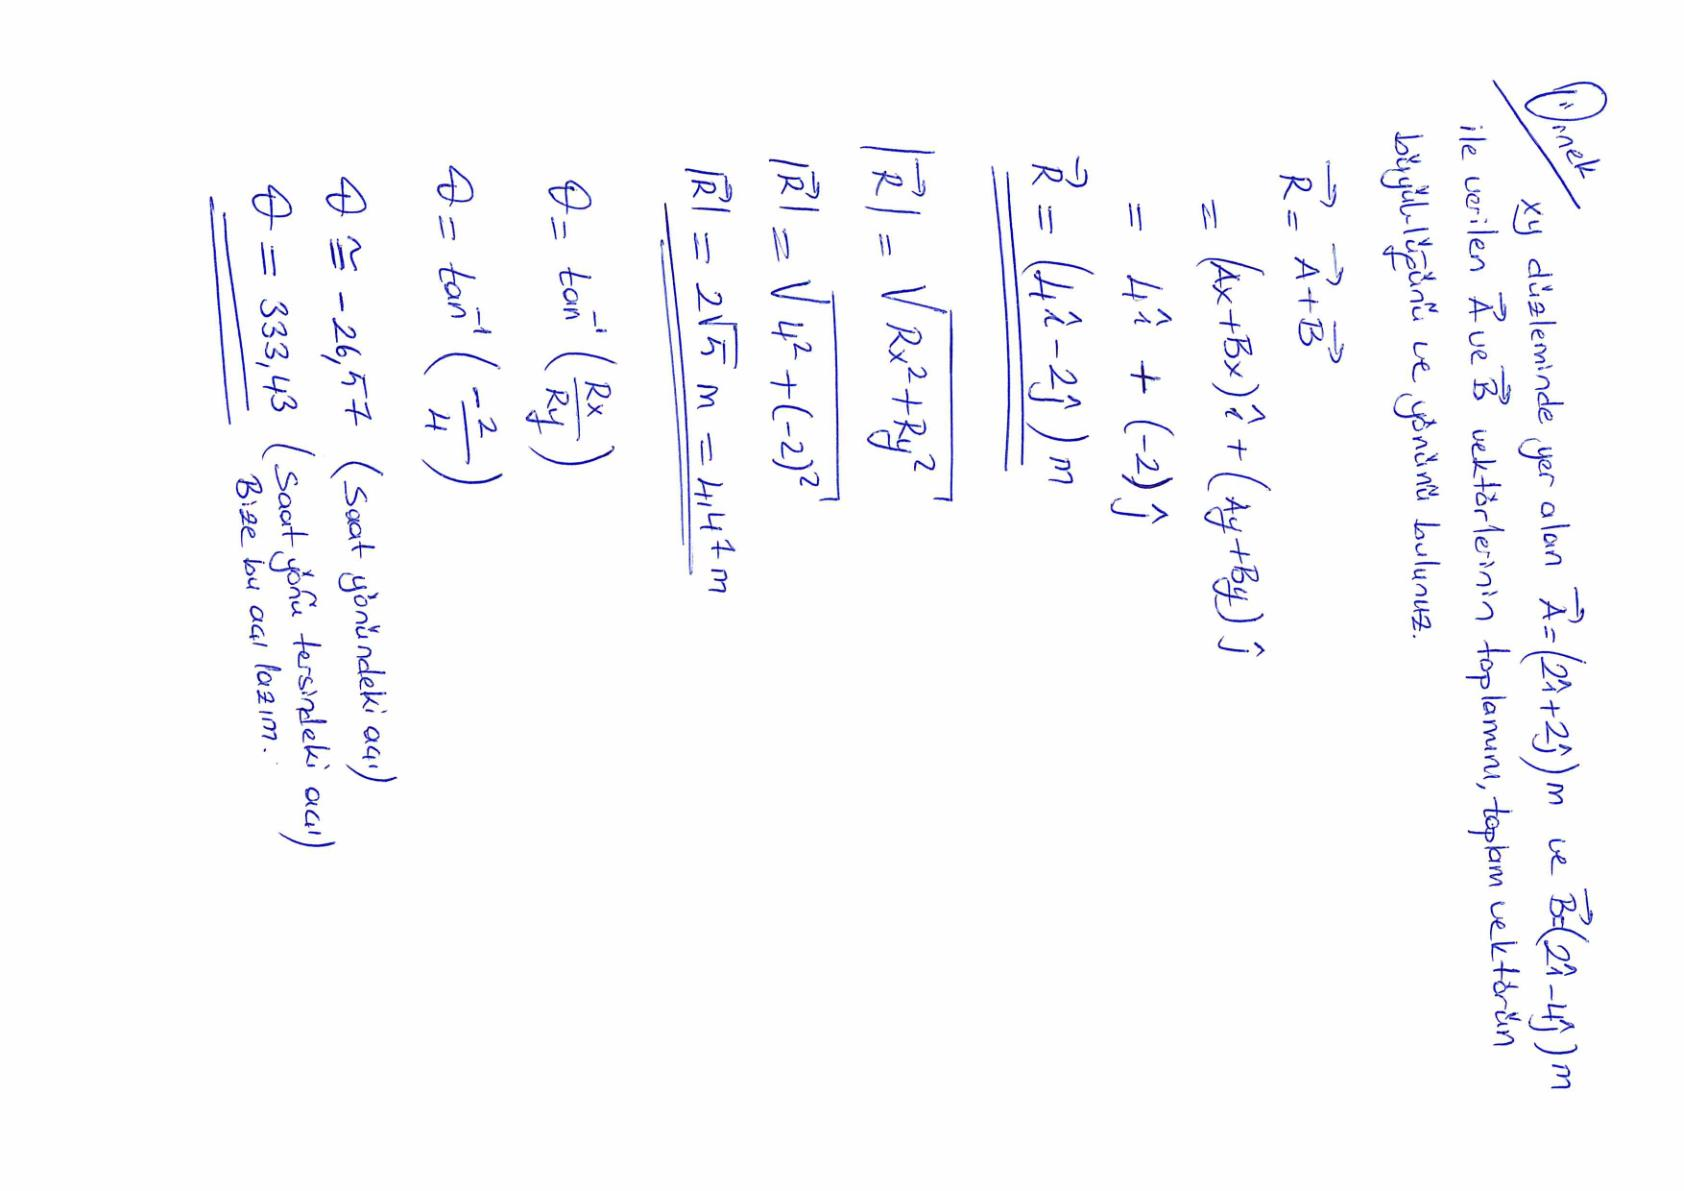 Örnek
xy düzleminde yer alan A⃗=(2î+2ĵ)m ve B⃗=(2î-4ĵ)m
ile verilen A⃗ ve B⃗ vektörlerinin toplamını, toplam vektörün
büyüklüğünü ve yönünü bulunuz.
R⃗ = A⃗+B⃗
= (Ax+Bx)î + (Ay+By)ĵ
= 4î + (-2)ĵ
R⃗ = (4î-2ĵ)m
|R⃗| = √(Rx²+Ry²)
|R⃗| = √(4²+(-2)²)
|R⃗| = 2√5 m = 4,47m
θ = tan⁻¹(Rx/Ry)
θ = tan⁻¹(-2/4)
θ ≅ -26,57 (Saat yönündeki açı)
θ = 333,43 (Saat yönü tersindeki açı)
Bize bu açı lazım.